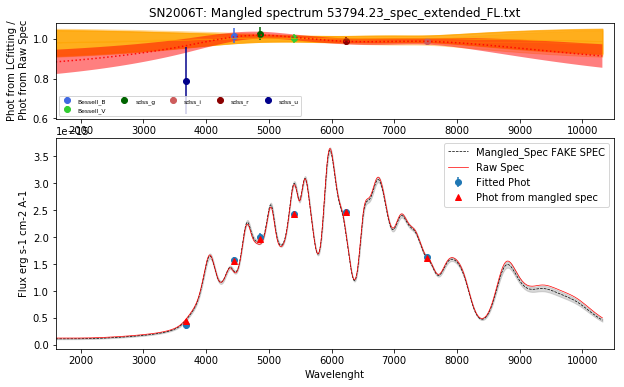 SN2006T: Mangled spectrum 53794.23_spec_extended_FL.txt
Phot from LCfitting /
Phot from Raw Spec
1.0
0.8
0.6
Bessell_B
Bessell_V
sdss_g
sdss_i
sdss_r
sdss_u
2000 3000 4000 5000 6000 7000 8000 9000 10000
Flux erg s-1 cm-2 A-1
3.5
3.0
2.5
2.0
1.5
1.0
0.5
0.0
Mangled_Spec FAKE SPEC
Raw Spec
Fitted Phot
Phot from mangled spec
2000 3000 4000 5000 6000 7000 8000 9000 10000
Wavelenght